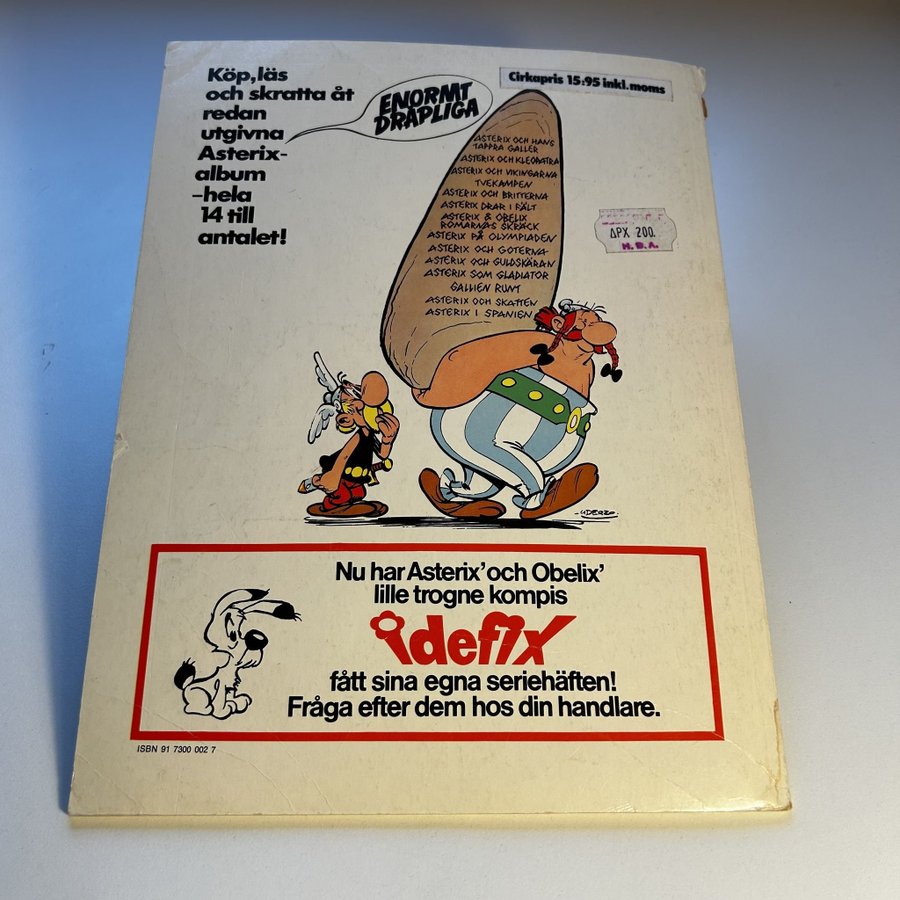 Köp, läs
och skratta åt
redan
utgivna
Asterix-
album
–hela
14 till
antalet!
ENORMT
DRÅPLIGA
Cirkapris 15:95 inkl. moms
ASTERIX OCH HANS
TAPPRA GALLER
ASTERIX OCH KLEOPATRA
ASTERIX OCH VIKINGARNA
TVEKAMPEN
ASTERIX OCH BRITTERNA
ASTERIX DRAR I FÄLT
ASTERIX & OBELIX
ROMARNAS SKRÄCK
ASTERIX PÅ OLYMPIADEN
ASTERIX OCH GOTERNA
ASTERIX OCH GULDSKÄRAN
ASTERIX SOM GLADIATOR
GALLIEN RUNT
ASTERIX OCH SKATTEN
ASTERIX I SPANIEN
ΔΡΧ 200.
H.D.A.
-UDERZO-
Nu har Asterix' och Obelix'
lille trogne kompis
idefix
fått sina egna seriehäften!
Fråga efter dem hos din handlare.
ISBN 91 7300 002 7